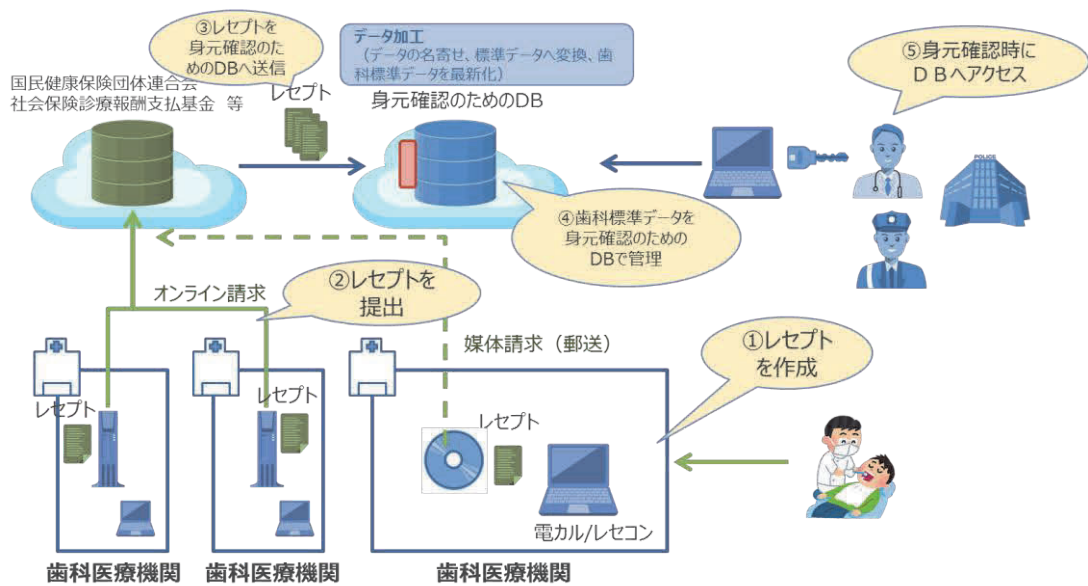 ③レセプトを
身元確認のた
めのDBへ送信
データ加工
（データの名寄せ、標準データへ変換、歯
科標準データを最新化）
身元確認のためのDB
⑤身元確認時に
ＤＢへアクセス
国民健康保険団体連合会
社会保険診療報酬支払基金 等
レセプト
POLICE
④歯科標準データを
身元確認のための
DBで管理
オンライン請求
②レセプトを
提出
媒体請求（郵送）
①レセプト
を作成
レセプト
レセプト
レセプト
電カル/レセコン
歯科医療機関
歯科医療機関
歯科医療機関